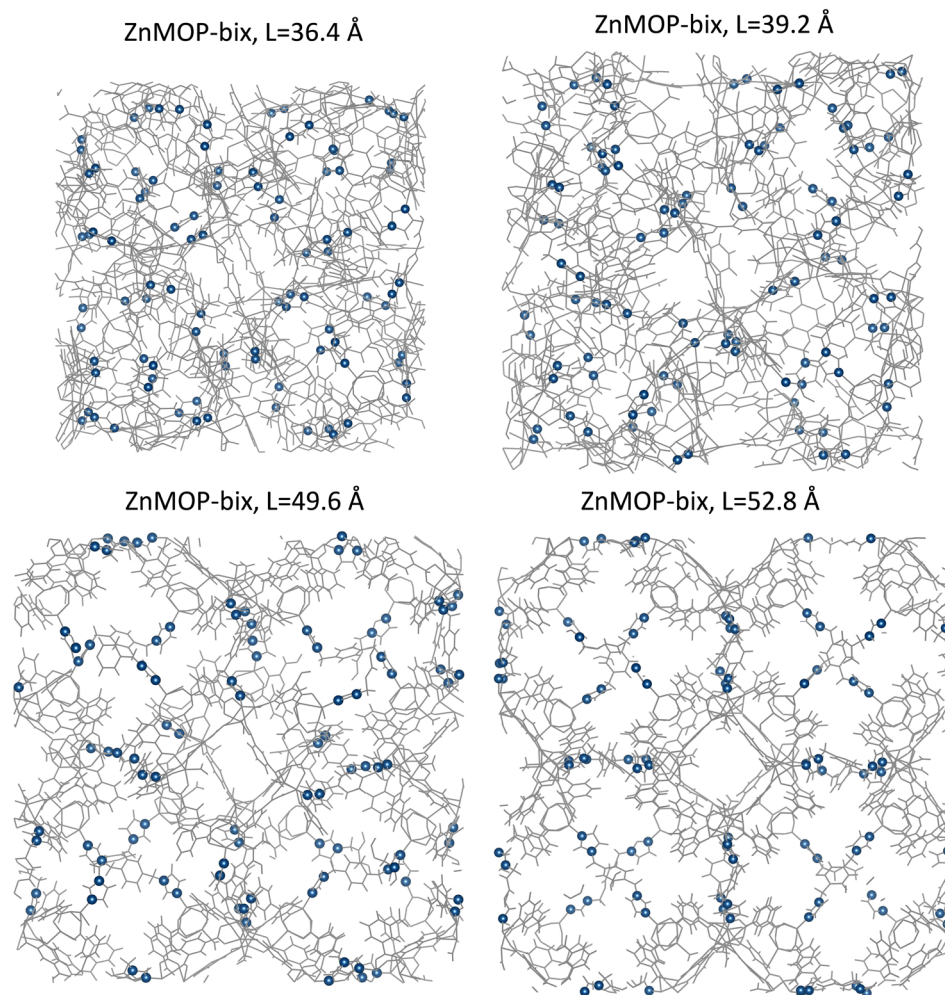 ZnMOP-bix, L=36.4 Å
ZnMOP-bix, L=39.2 Å
ZnMOP-bix, L=49.6 Å
ZnMOP-bix, L=52.8 Å